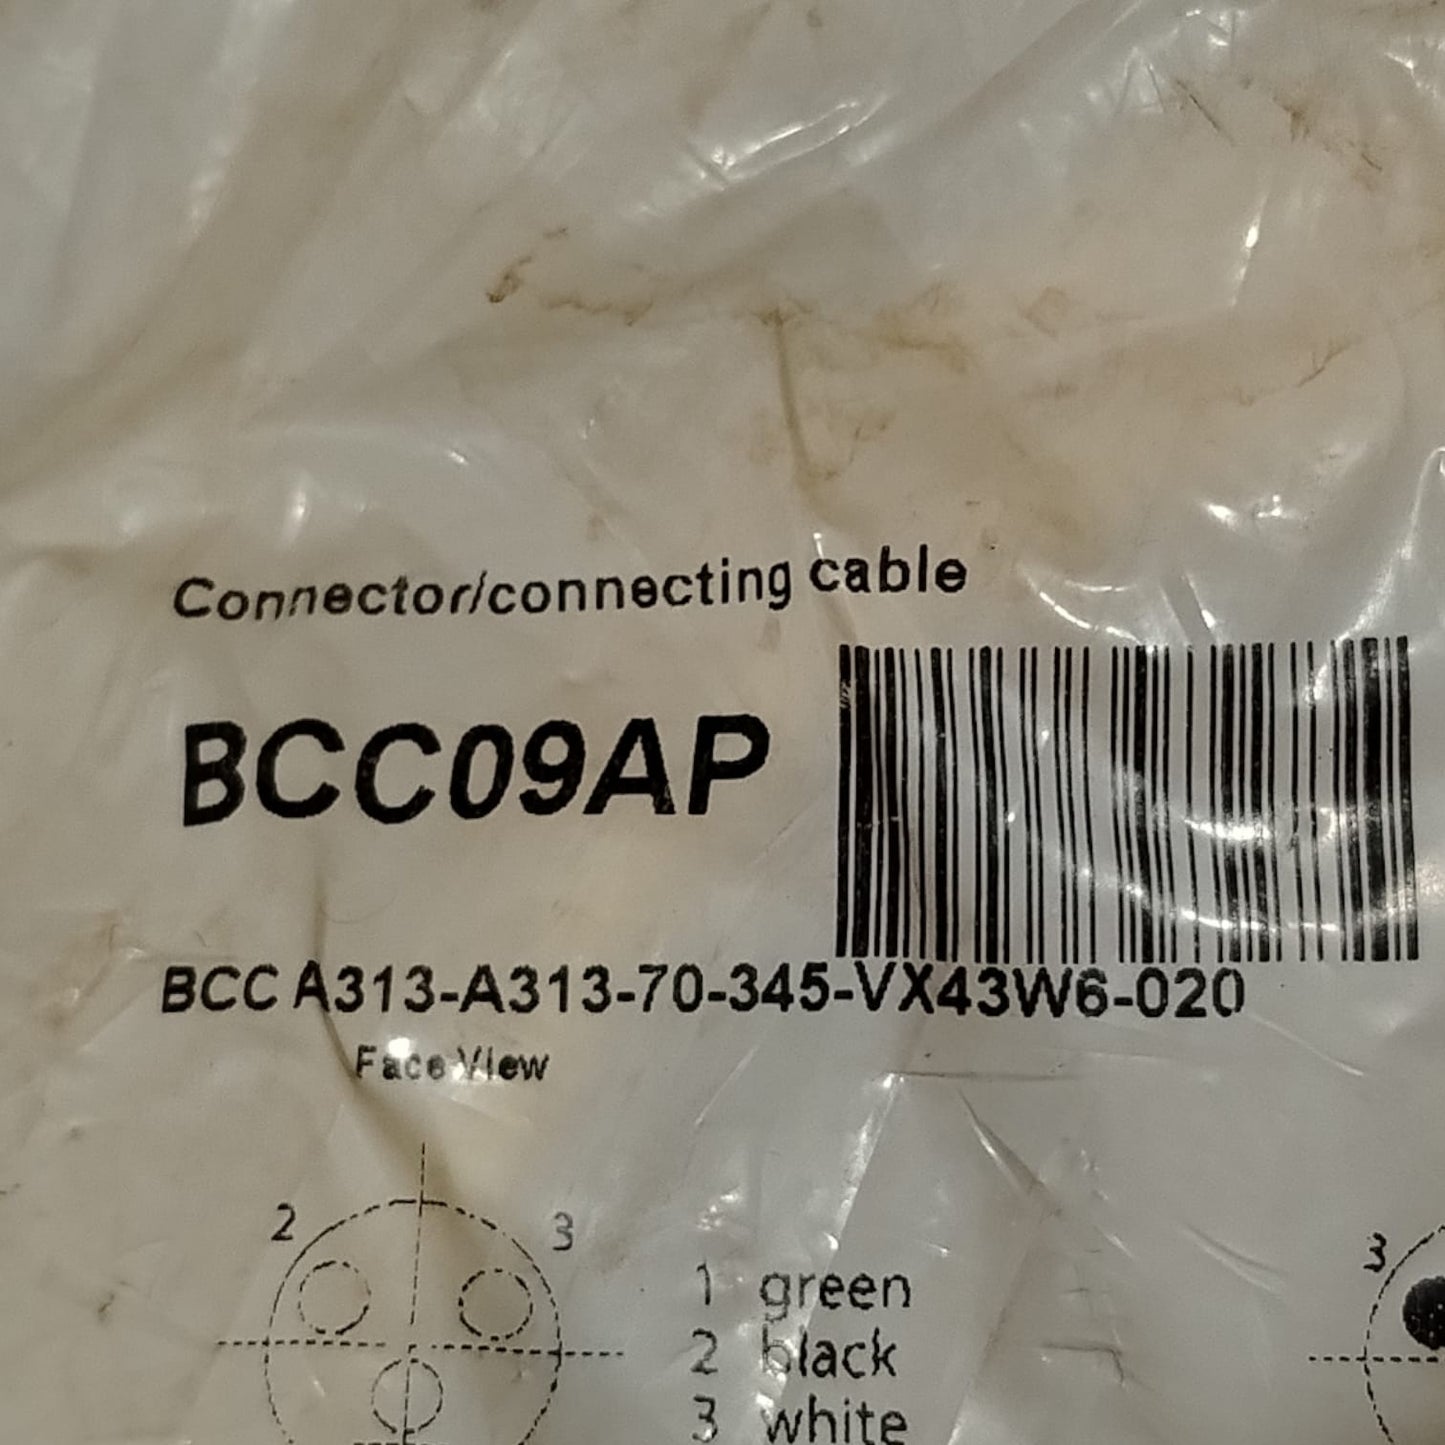 Connector/connecting cable
BCC09AP
BCC A313-A313-70-345-VX43W6-020
Face View
2 3
3
1 green
2 black
3 white